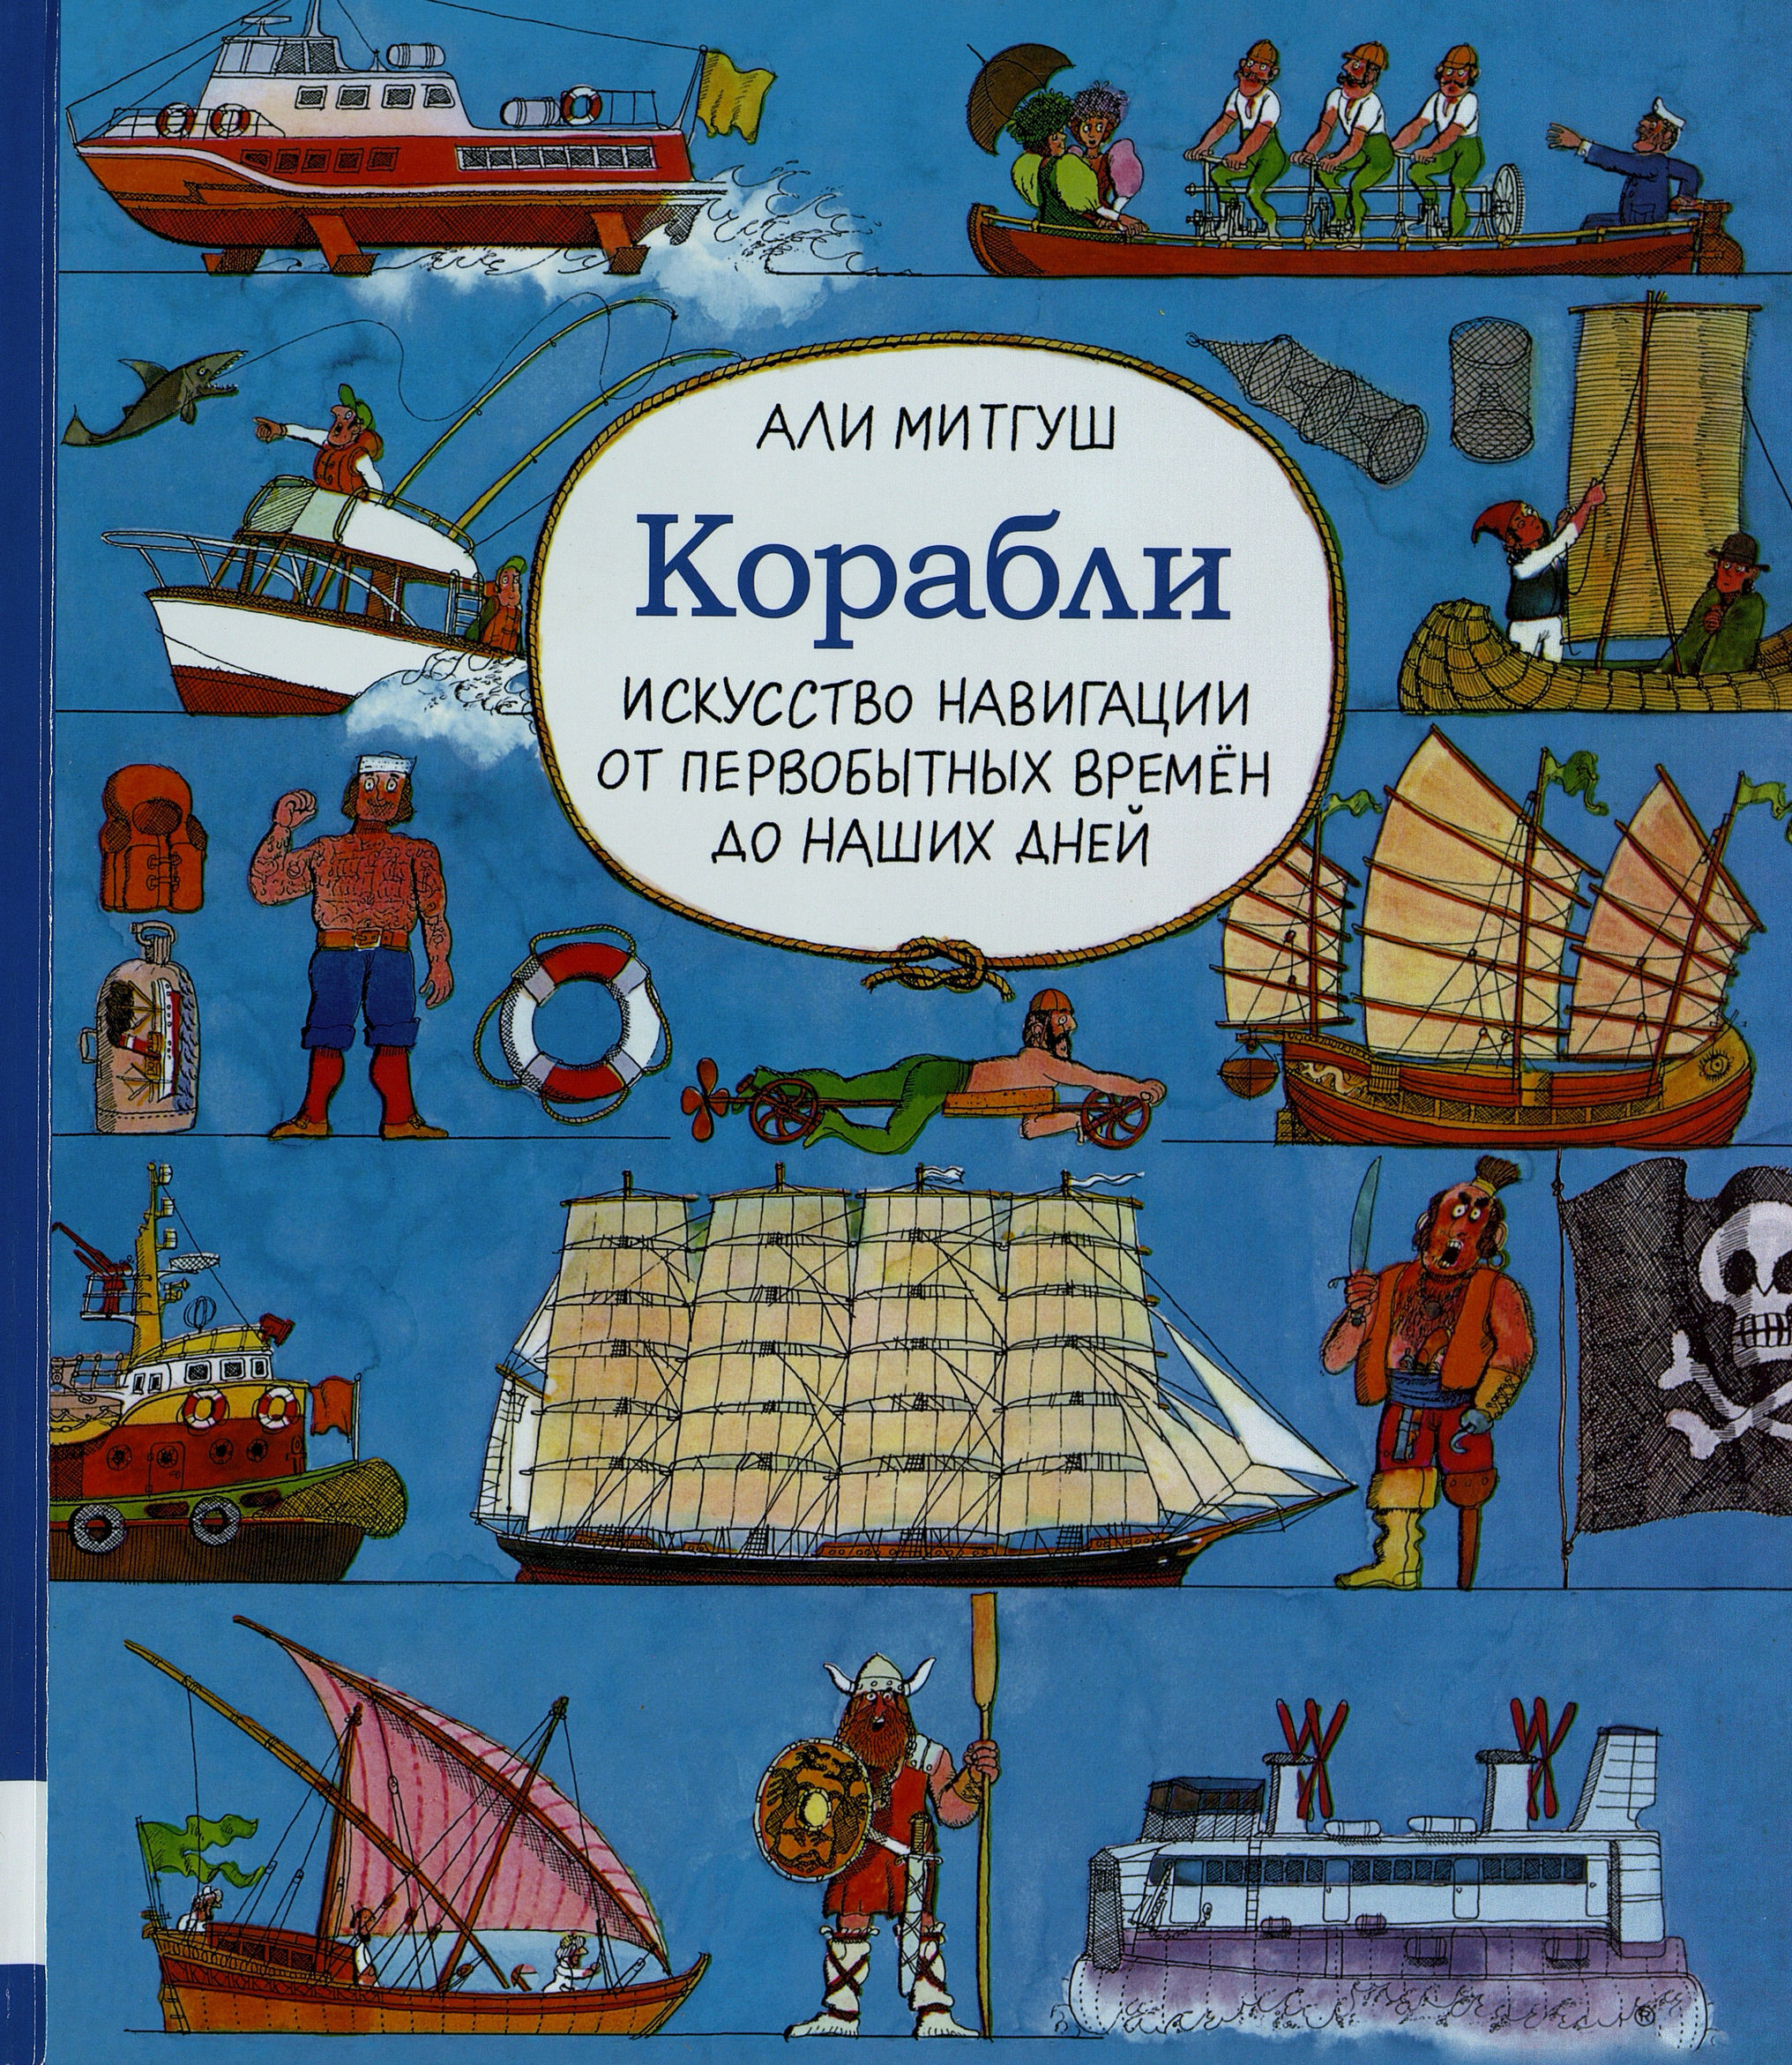 АЛИ МИТГУШ
Корабли
ИСКУССТВО НАВИГАЦИИ
ОТ ПЕРВОБЫТНЫХ ВРЕМЁН
ДО НАШИХ ДНЕЙ
®